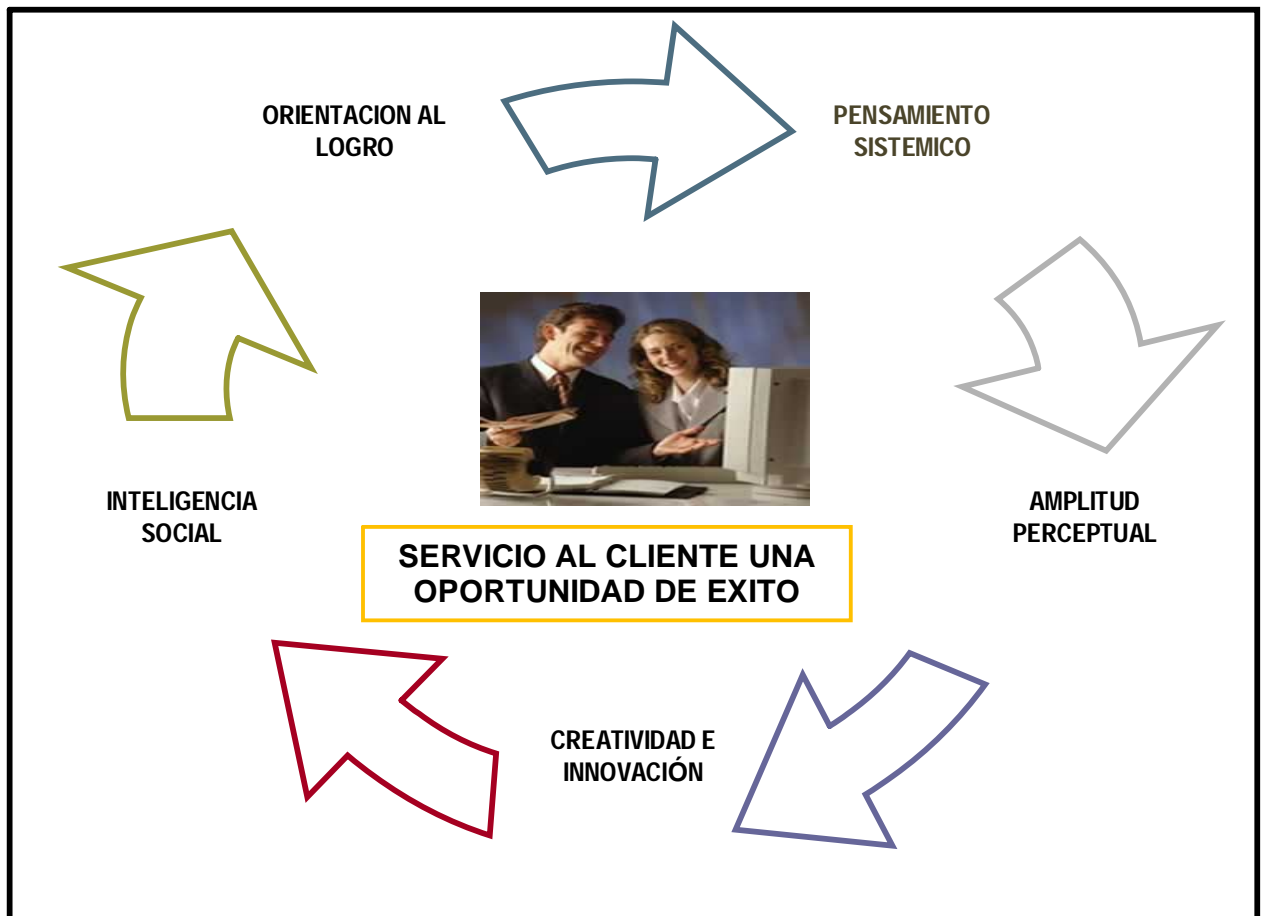 ORIENTACION AL
LOGRO
PENSAMIENTO
SISTEMICO
INTELIGENCIA
SOCIAL
AMPLITUD
PERCEPTUAL
SERVICIO AL CLIENTE UNA
OPORTUNIDAD DE EXITO
CREATIVIDAD E
INNOVACIÓN